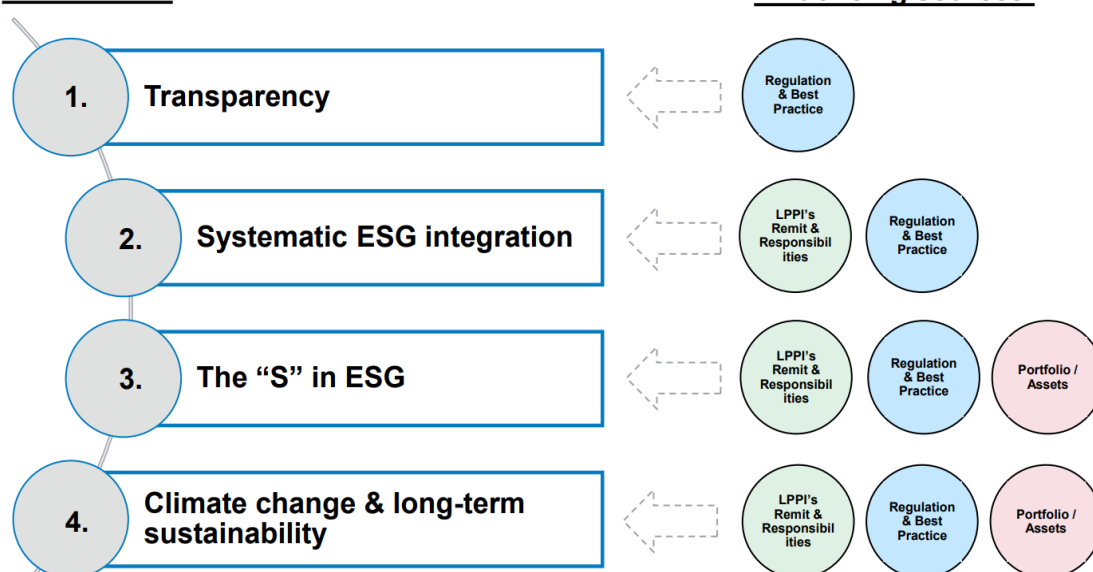 1.
Transparency
Regulation
& Best
Practice
2.
Systematic ESG integration
LPPI’s
Remit &
Responsibil
ities
Regulation
& Best
Practice
3.
The “S” in ESG
LPPI’s
Remit &
Responsibil
ities
Regulation
& Best
Practice
Portfolio /
Assets
4.
Climate change & long-term
sustainability
LPPI’s
Remit &
Responsibil
ities
Regulation
& Best
Practice
Portfolio /
Assets